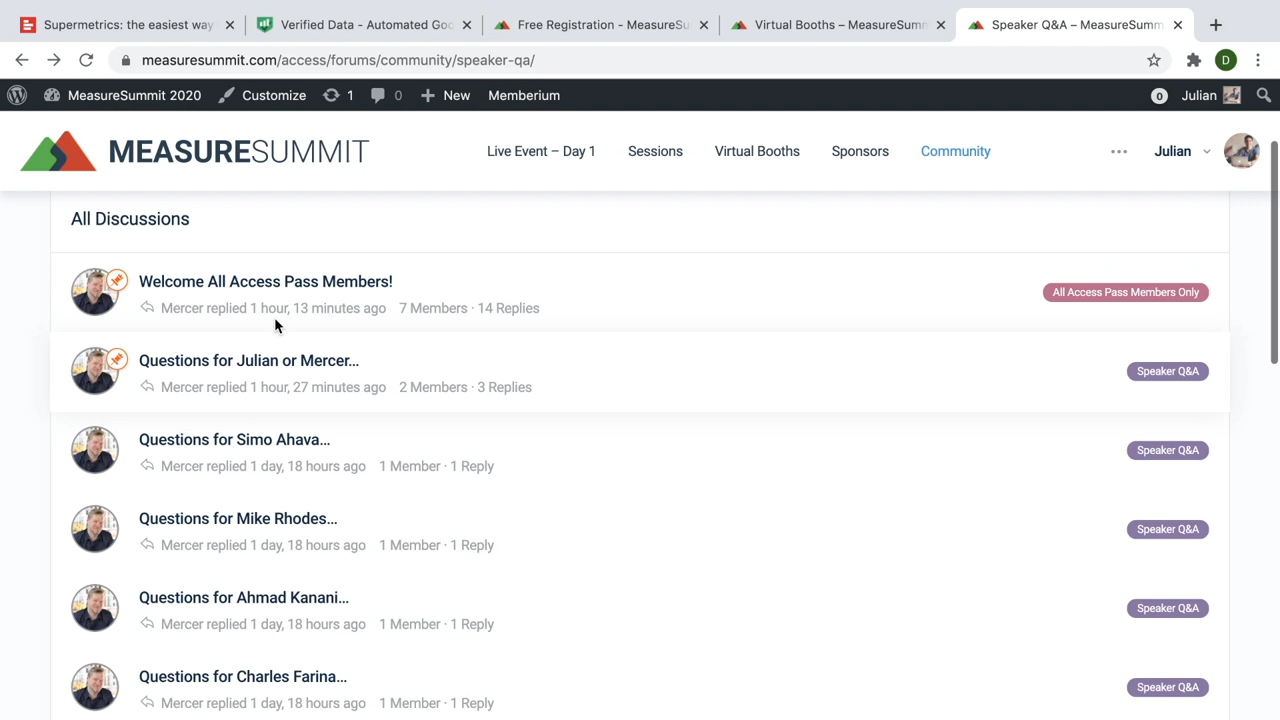 Supermetrics: the easiest way
Verified Data - Automated Goo
Free Registration - MeasureSu
Virtual Booths – MeasureSumm
Speaker Q&A – MeasureSumm
measuresummit.com/access/forums/community/speaker-qa/
D
MeasureSummit 2020
Customize
1
0
New
Memberium
0
Julian
MEASURESUMMIT
Live Event – Day 1
Sessions
Virtual Booths
Sponsors
Community
Julian
All Discussions
Welcome All Access Pass Members!
Mercer replied 1 hour, 13 minutes ago 7 Members · 14 Replies
All Access Pass Members Only
Questions for Julian or Mercer...
Mercer replied 1 hour, 27 minutes ago 2 Members · 3 Replies
Speaker Q&A
Questions for Simo Ahava...
Mercer replied 1 day, 18 hours ago 1 Member · 1 Reply
Speaker Q&A
Questions for Mike Rhodes...
Mercer replied 1 day, 18 hours ago 1 Member · 1 Reply
Speaker Q&A
Questions for Ahmad Kanani...
Mercer replied 1 day, 18 hours ago 1 Member · 1 Reply
Speaker Q&A
Questions for Charles Farina...
Mercer replied 1 day, 18 hours ago 1 Member · 1 Reply
Speaker Q&A